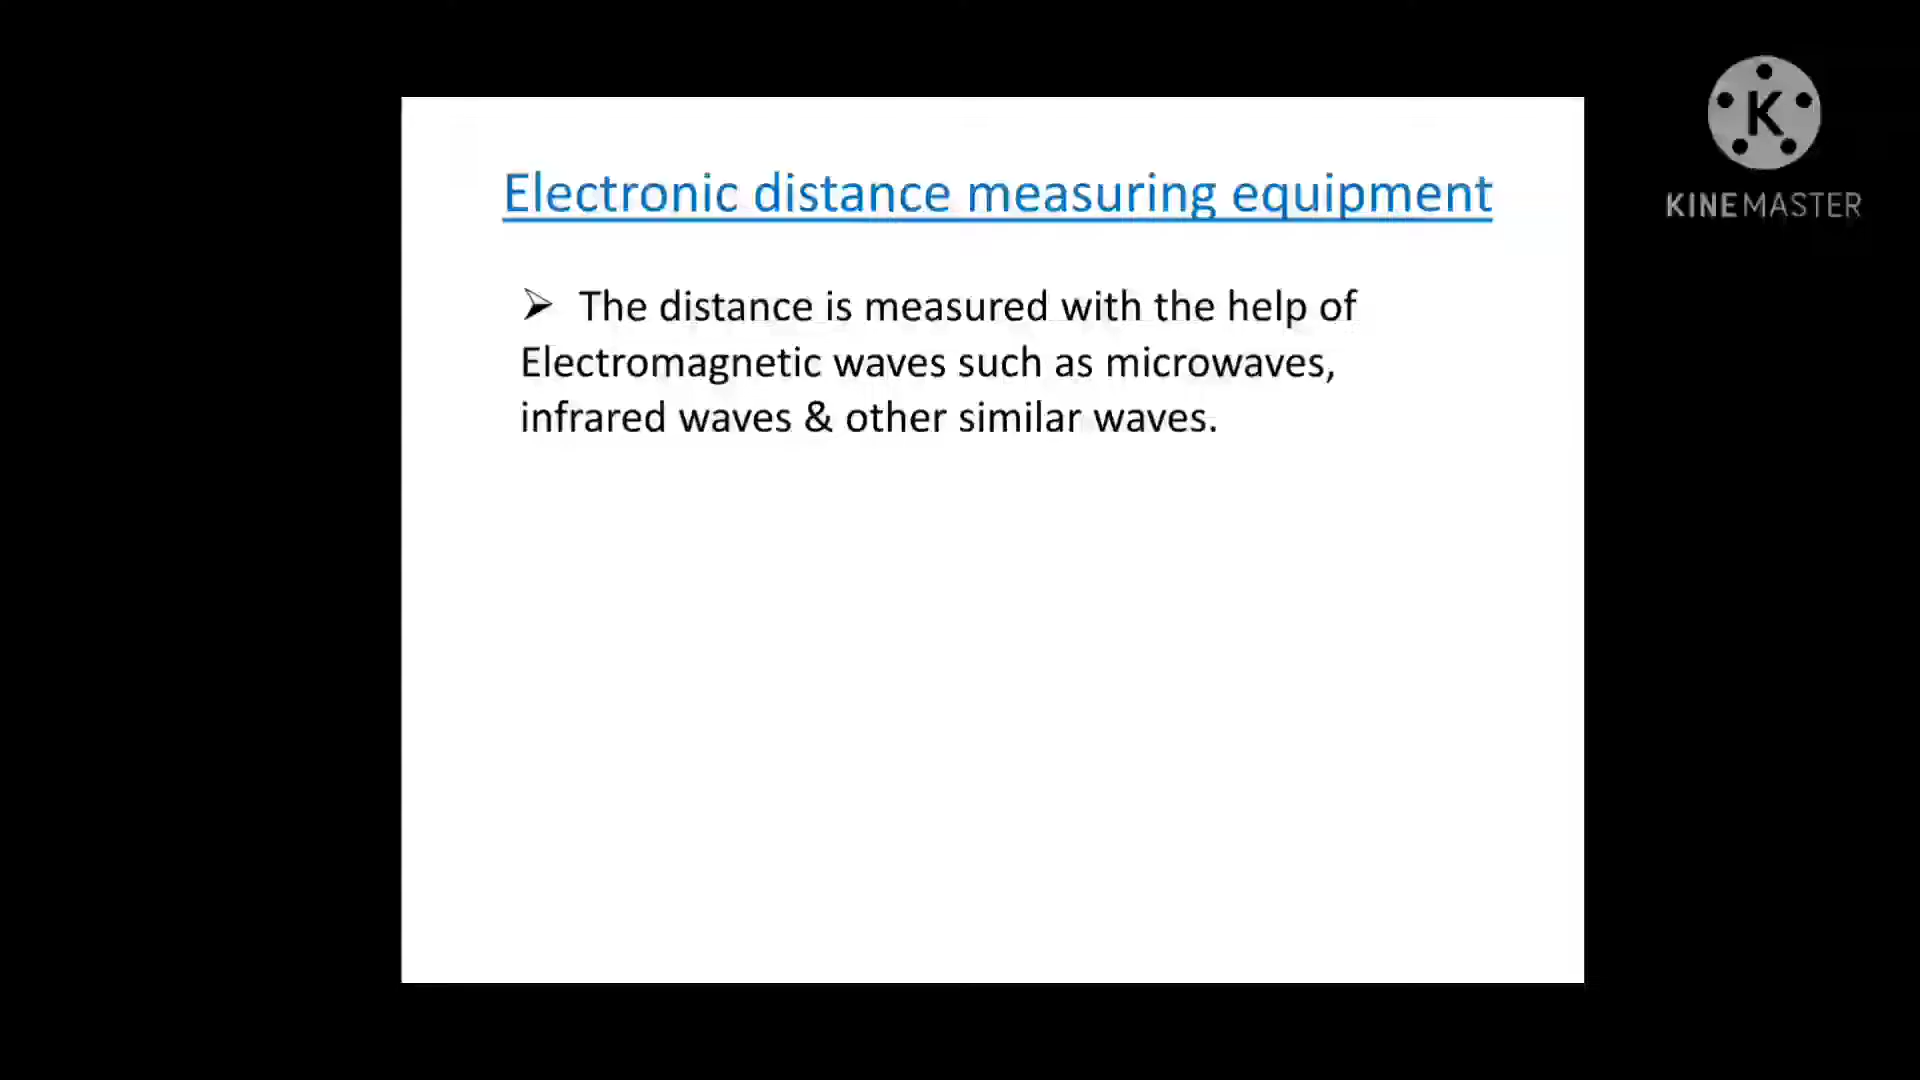 Electronic distance measuring equipment
➢ The distance is measured with the help of
Electromagnetic waves such as microwaves,
infrared waves & other similar waves.
K
KINEMASTER